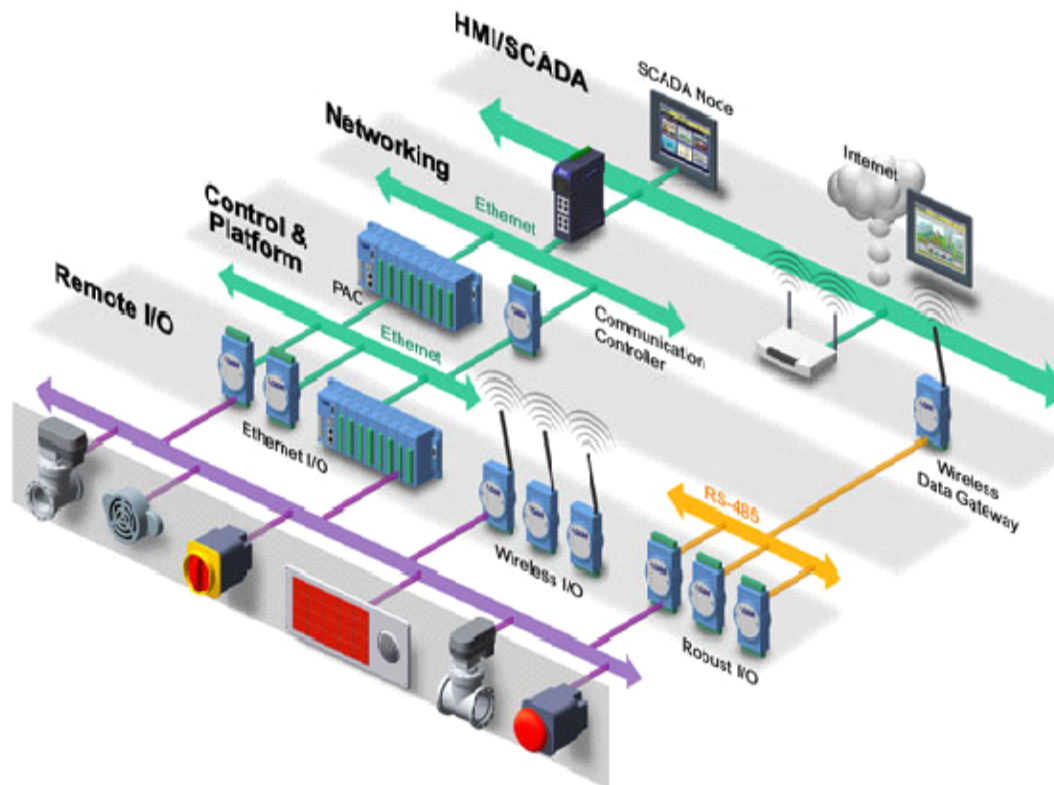 HMI/SCADA
SCADA Node
Networking
Internet
Ethernet
Control &
Platform
PAC
Communication
Controller
Remote I/O
Ethernet
Ethernet I/O
Wireless
Data Gateway
RS-485
Wireless I/O
Robust I/O